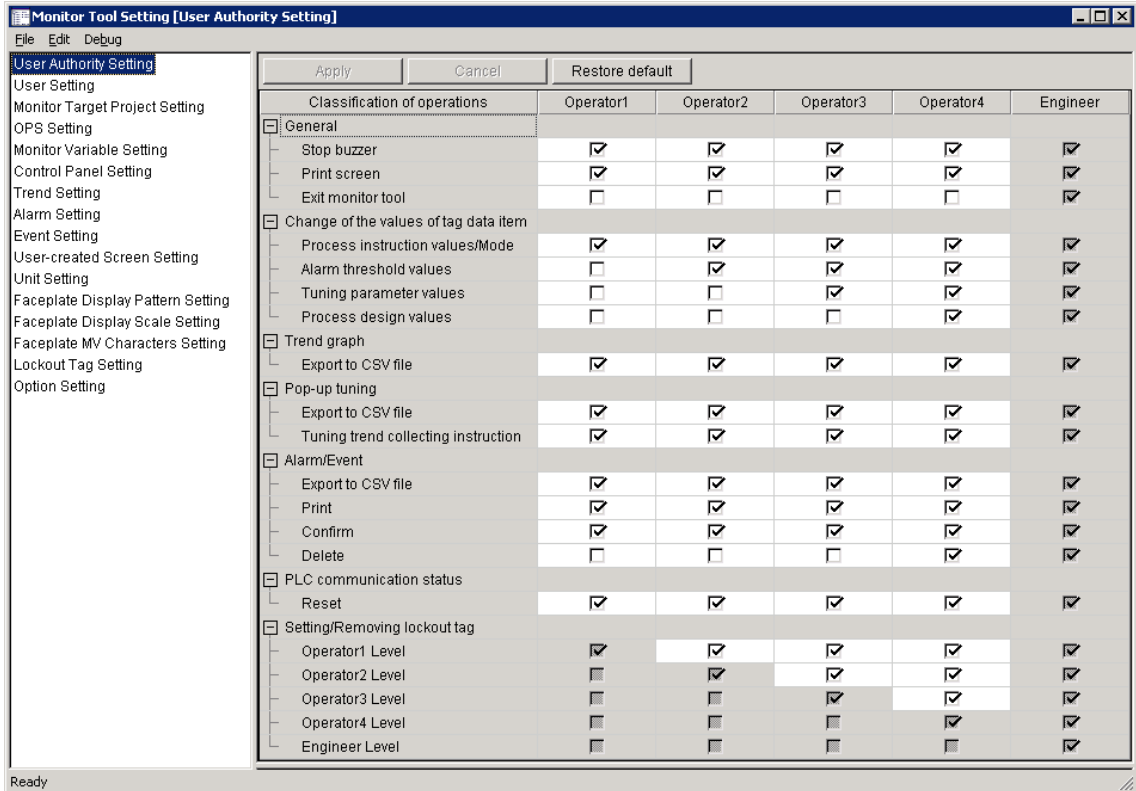 Monitor Tool Setting [User Authority Setting]
File Edit Debug
User Authority Setting
User Setting
Monitor Target Project Setting
OPS Setting
Monitor Variable Setting
Control Panel Setting
Trend Setting
Alarm Setting
Event Setting
User-created Screen Setting
Unit Setting
Faceplate Display Pattern Setting
Faceplate Display Scale Setting
Faceplate MV Characters Setting
Lockout Tag Setting
Option Setting
Apply Cancel Restore default
Classification of operations Operator1 Operator2 Operator3 Operator4 Engineer
General
Stop buzzer
Print screen
Exit monitor tool
Change of the values of tag data item
Process instruction values/Mode
Alarm threshold values
Tuning parameter values
Process design values
Trend graph
Export to CSV file
Pop-up tuning
Export to CSV file
Tuning trend collecting instruction
Alarm/Event
Export to CSV file
Print
Confirm
Delete
PLC communication status
Reset
Setting/Removing lockout tag
Operator1 Level
Operator2 Level
Operator3 Level
Operator4 Level
Engineer Level
Ready